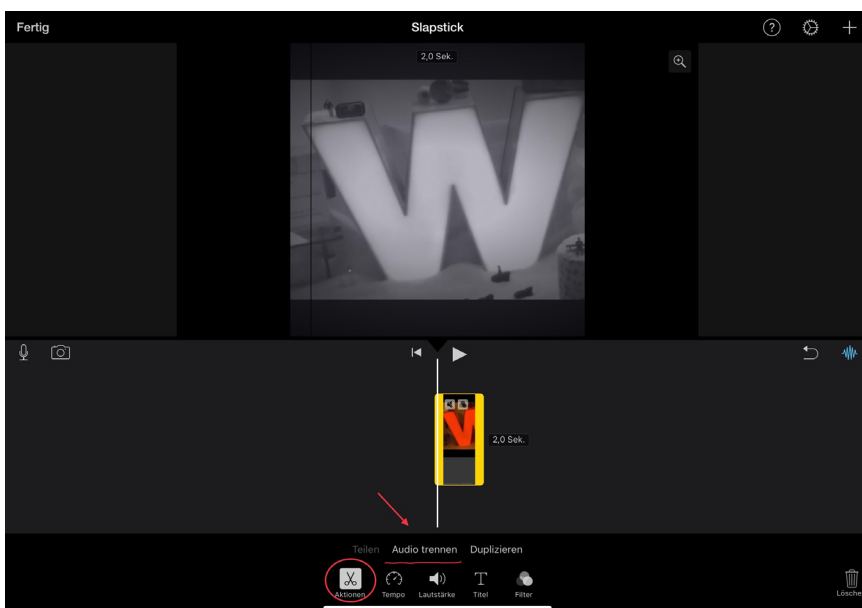 Fertig
Slapstick
?
2,0 Sek.
W
W
2,0 Sek.
Teilen Audio trennen Duplizieren
Aktionen Tempo Lautstärke Titel Filter
Lösche